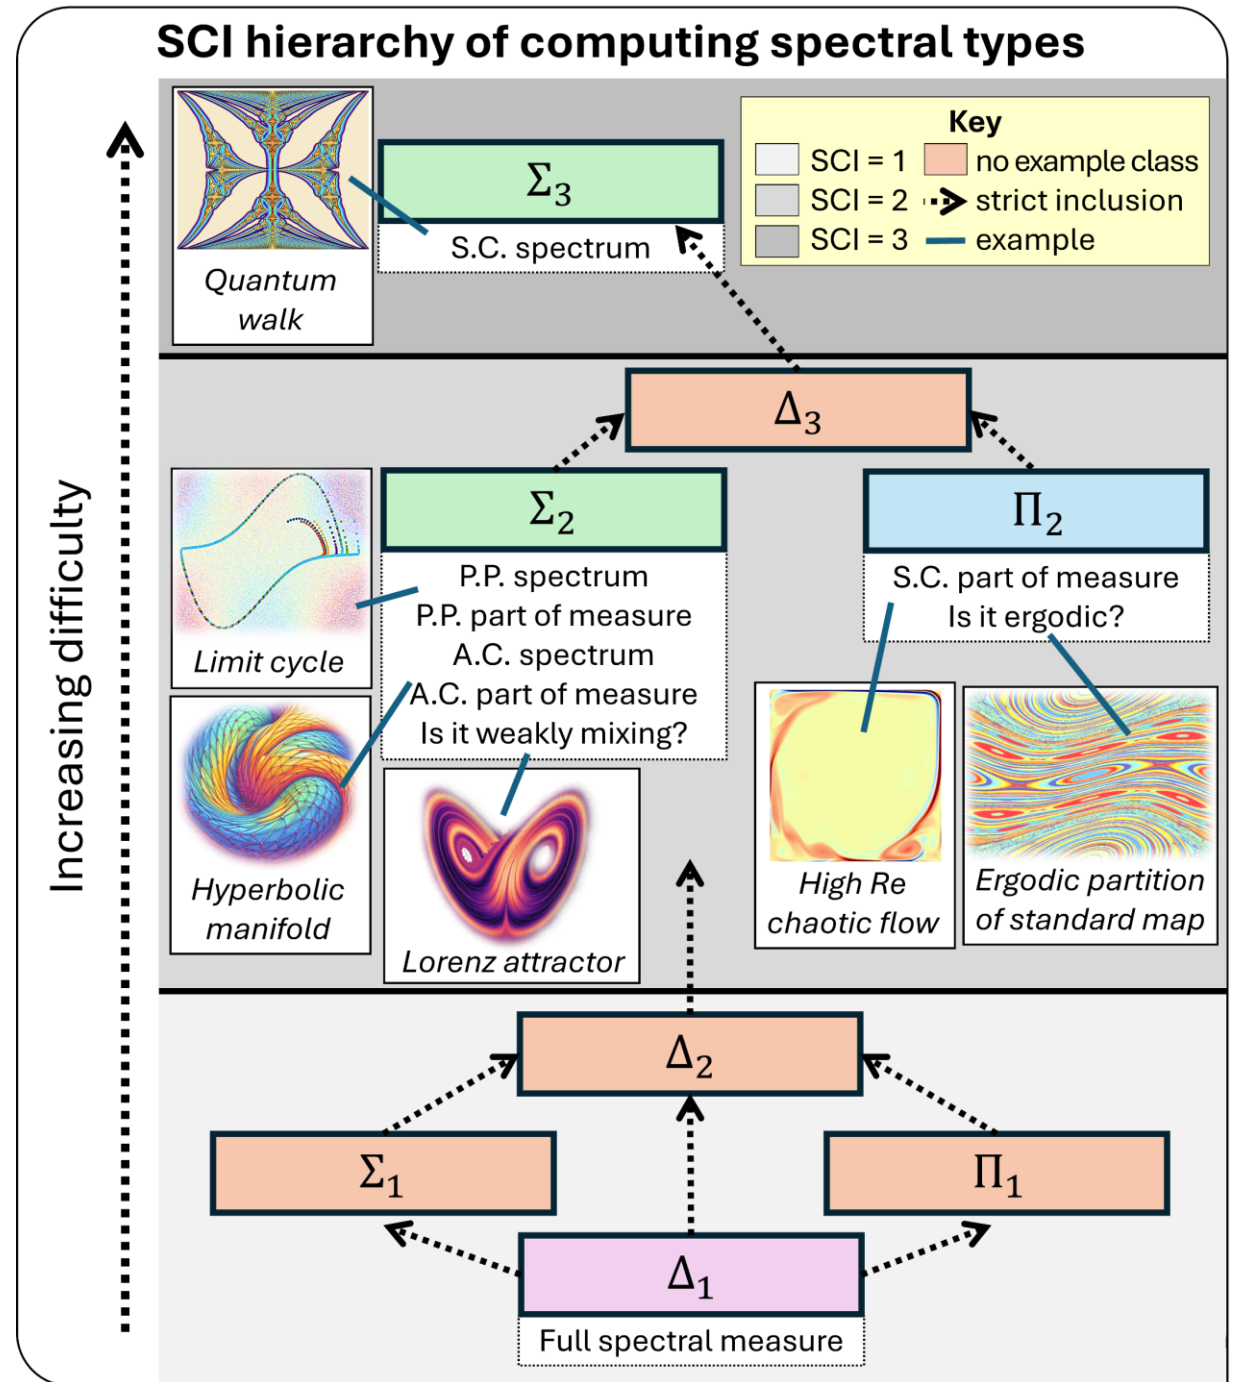 SCI hierarchy of computing spectral types
Increasing difficulty
Quantum
walk
Σ₃
S.C. spectrum
Key
SCI = 1
no example class
SCI = 2
strict inclusion
SCI = 3
example
Δ₃
Limit cycle
Σ₂
P.P. spectrum
P.P. part of measure
A.C. spectrum
A.C. part of measure
Is it weakly mixing?
Π₂
S.C. part of measure
Is it ergodic?
Hyperbolic
manifold
Lorenz attractor
High Re
chaotic flow
Ergodic partition
of standard map
Δ₂
Σ₁
Π₁
Δ₁
Full spectral measure